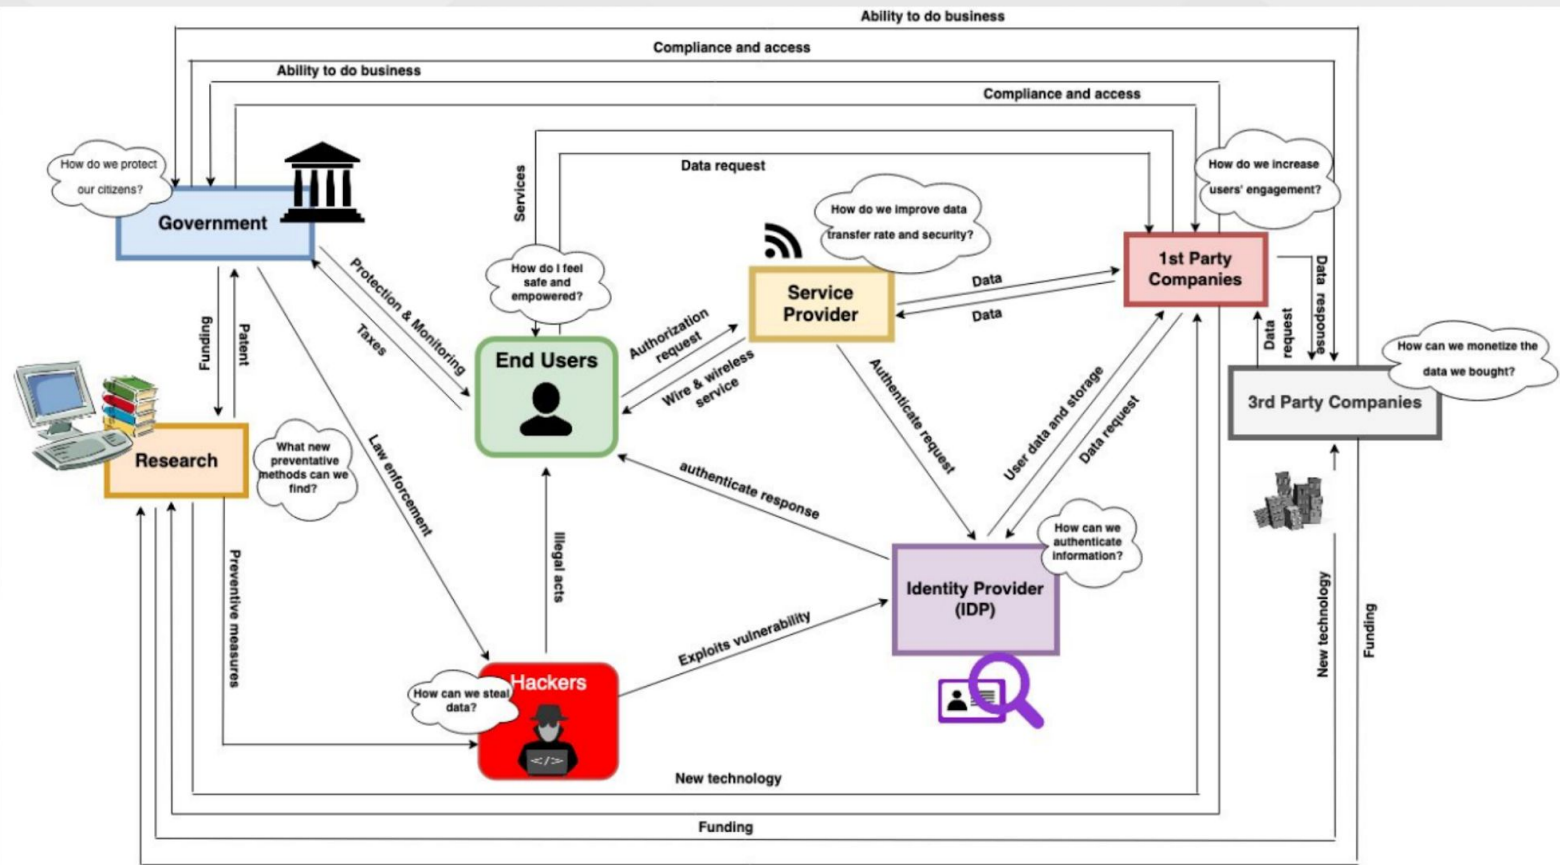 Ability to do business
Compliance and access
Ability to do business
Compliance and access
How do we protect
our citizens?
Government
Services
Data request
How do we increase
users' engagement?
How do we improve data
transfer rate and security?
How do I feel
safe and
empowered?
Protection & Monitoring
Taxes
Service
Provider
Data
Data
1st Party
Companies
Data response
Data
request
Funding
Patent
End Users
Authorization
request
Wire & wireless
service
How can we monetize the
data we bought?
3rd Party Companies
Research
What new
preventative
methods can we
find?
Law enforcement
authenticate response
Authenticate request
User data and storage
Data request
How can we
authenticate
information?
Identity Provider
(IDP)
Illegal acts
Exploits vulnerability
Preventive measures
How can we steal
data?
Hackers
</>
New technology
Funding
New technology
Funding